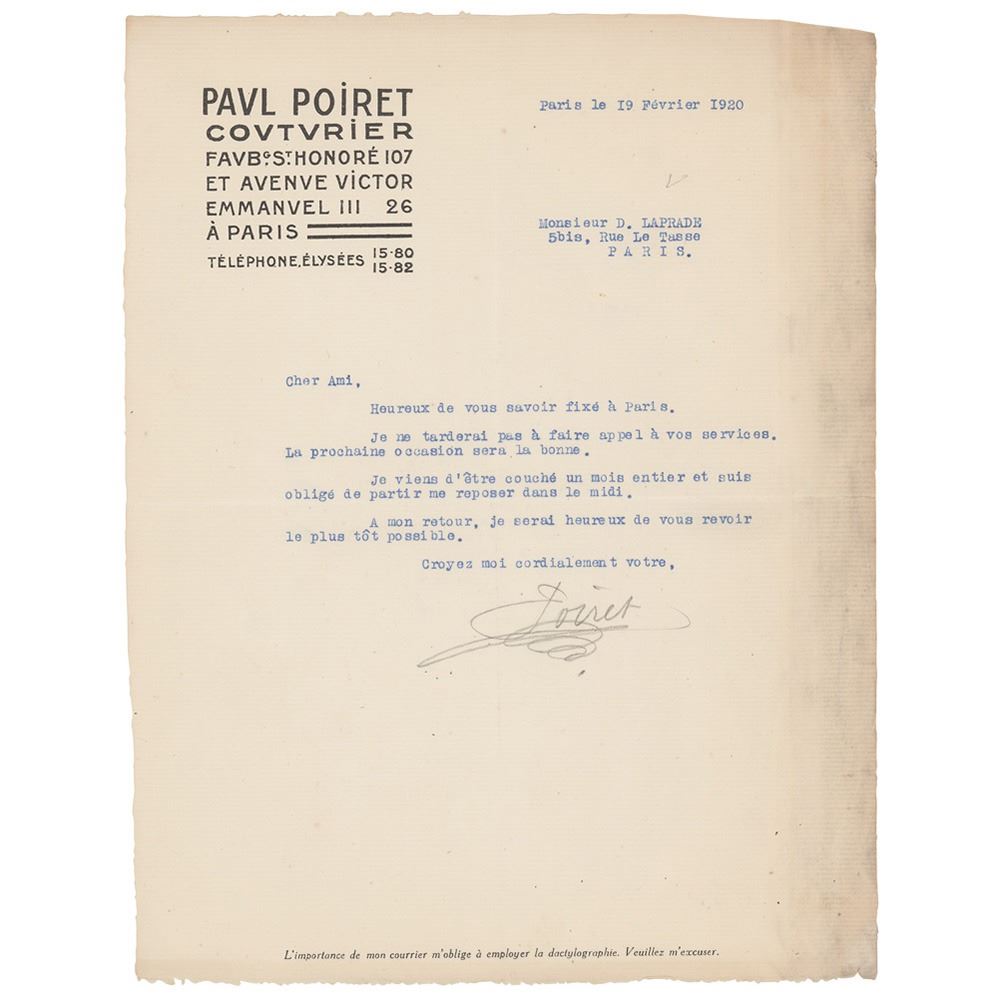 PAVL POIRET
COVTVRIER
FAVBG. ST. HONORÉ 107
ET AVENVE VICTOR
EMMANVEL III 26
À PARIS
TÉLÉPHONE, ÉLYSÉES 15·80
15·82
Paris le 19 Février 1920
Monsieur D. LAPRADE
5bis, Rue Le Tasse
P A R I S.
Cher Ami,
Heureux de vous savoir fixé à Paris.
Je ne tarderai pas à faire appel à vos services.
La prochaine occasion sera la bonne.
Je viens d'être couché un mois entier et suis
obligé de partir me reposer dans le midi.
A mon retour, je serai heureux de vous revoir
le plus tôt possible.
Croyez moi cordialement votre,
Poiret
L'importance de mon courrier m'oblige à employer la dactylographie. Veuillez m'excuser.